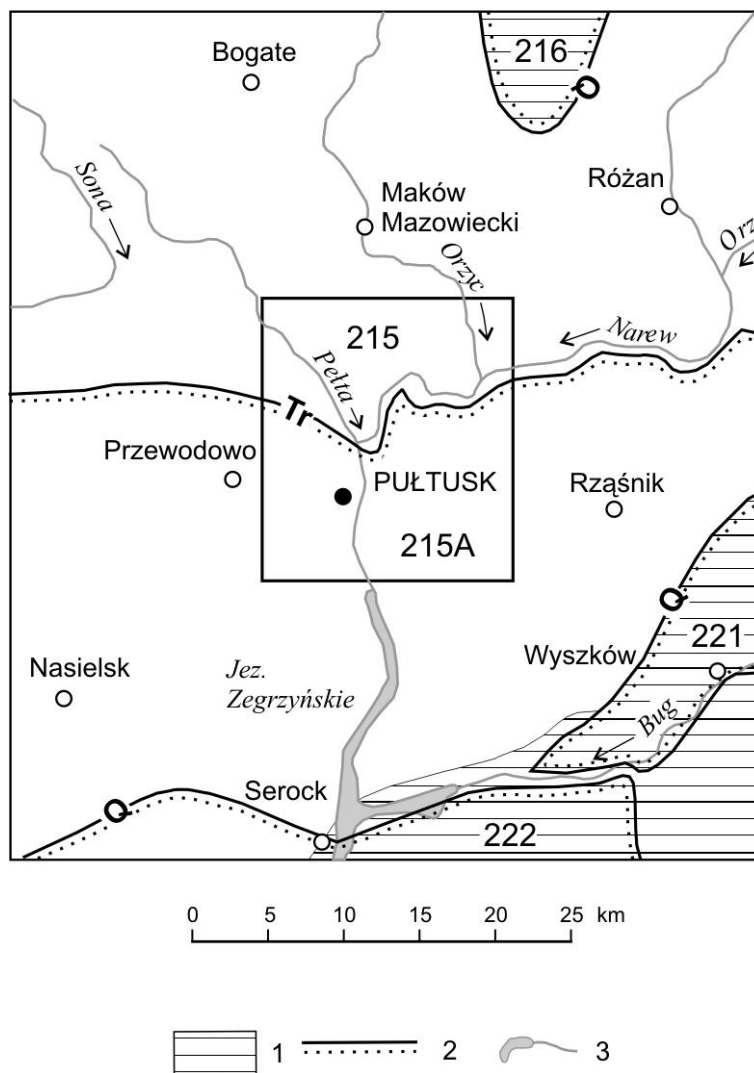 Bogate
216
Q
Sona
Maków
Mazowiecki
Różan
Orzyc
Orz
215
Narew
Pełta
Tr
Przewodowo
PUŁTUSK
Rząśnik
215A
Q
221
Wyszków
Nasielsk
Jez.
Zegrzyńskie
Bug
Serock
Q
222
0 5 10 15 20 25 km
1 2 3